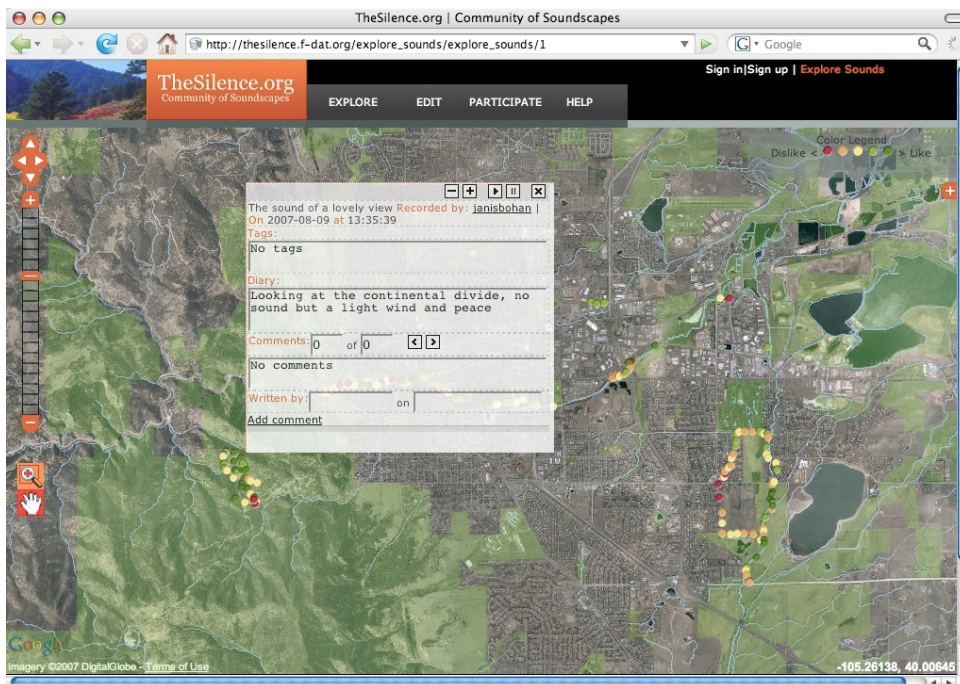 TheSilence.org | Community of Soundscapes
http://thesilence.f-dat.org/explore_sounds/explore_sounds/1
G Google
Sign in|Sign up | Explore Sounds
TheSilence.org
Community of Soundscapes
EXPLORE EDIT PARTICIPATE HELP
Color Legend
Dislike < > Like
The sound of a lovely view Recorded by: janisbohan |
On 2007-08-09 at 13:35:39
Tags:
No tags
Diary:
Looking at the continental divide, no
sound but a light wind and peace
Comments: 0 of 0
No comments
Written by: on
Add comment
Google
Imagery ©2007 DigitalGlobe - Terms of Use
-105.26138, 40.00645